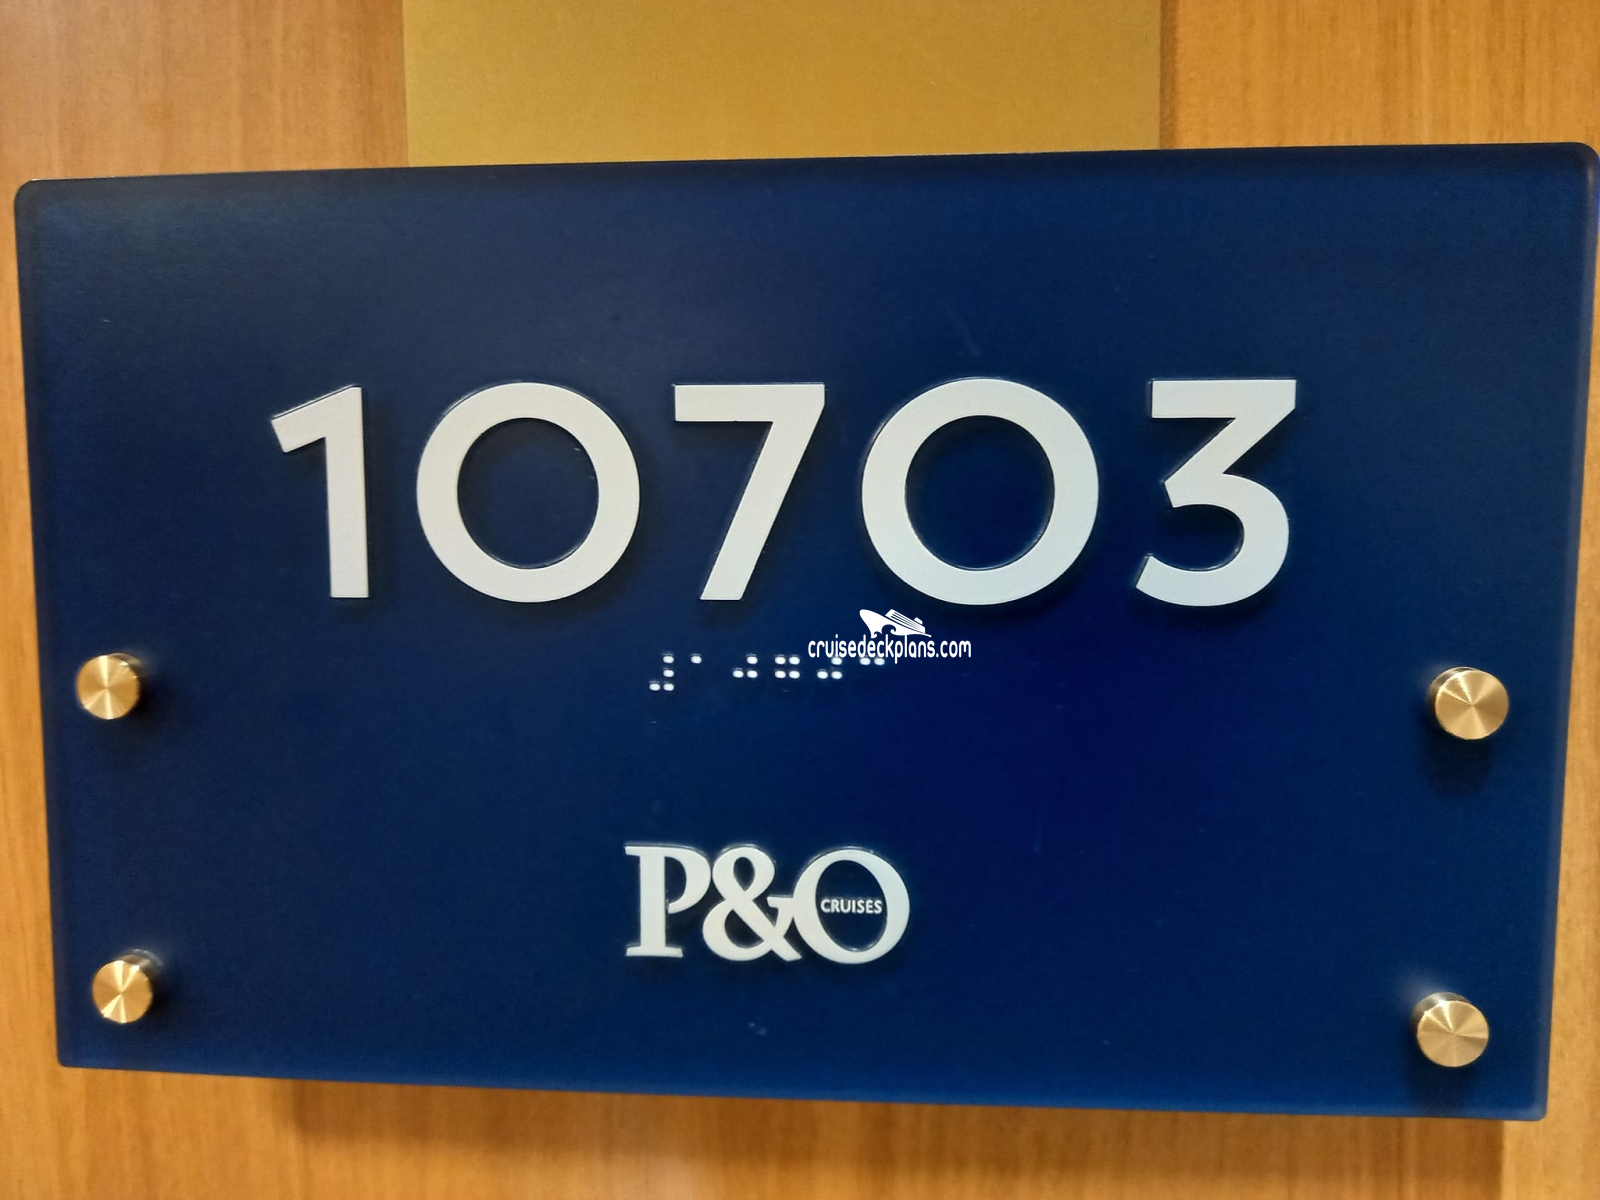 10703
cruisedeckplans.com
P&O
CRUISES